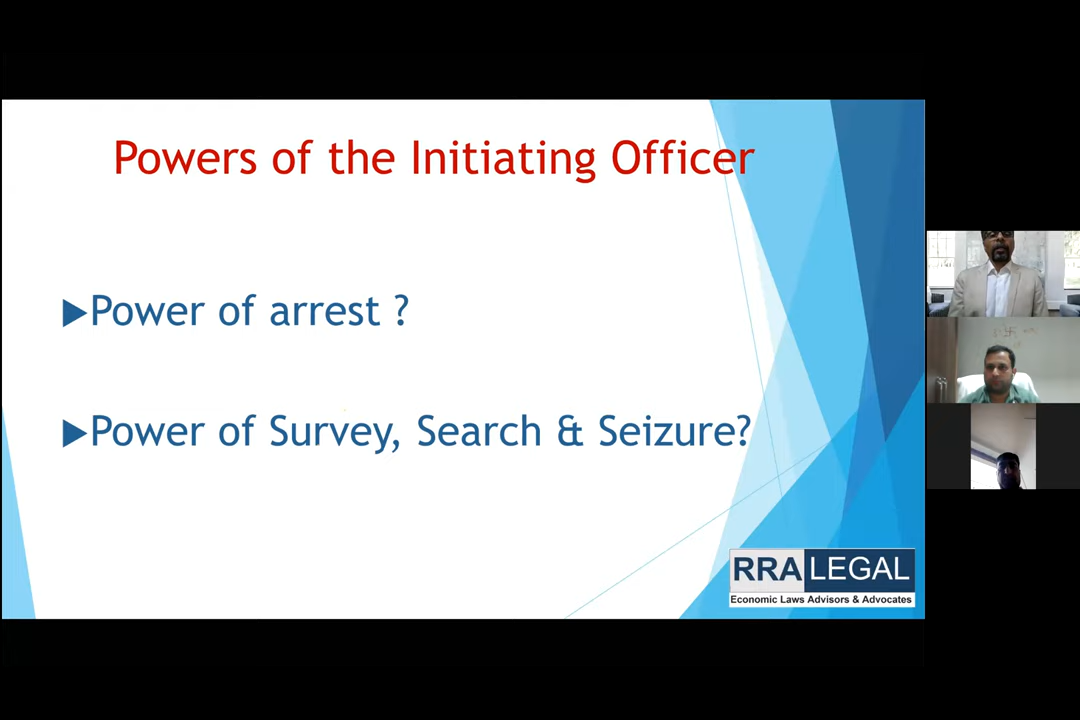 Powers of the Initiating Officer
Power of arrest ?
Power of Survey, Search & Seizure?
RRA LEGAL
Economic Laws Advisors & Advocates